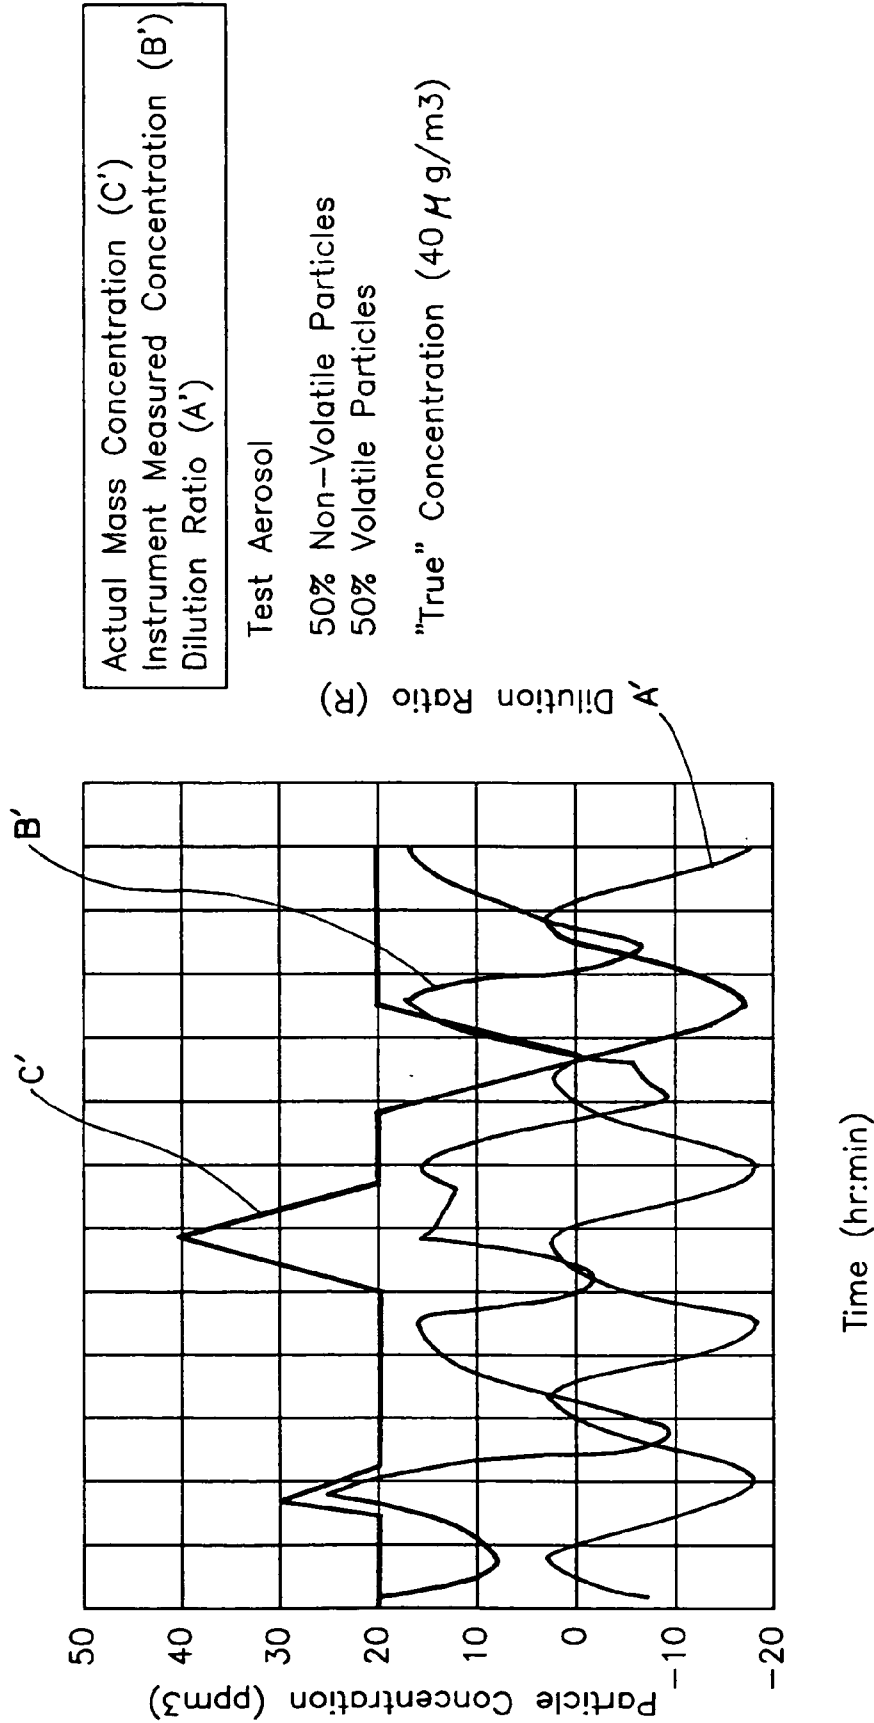 Actual Mass Concentration (C')
Instrument Measured Concentration (B')
Dilution Ratio (A')
Test Aerosol
50% Non-Volatile Particles
50% Volatile Particles
"True" Concentration (40 μ g/m3)
B'
C'
A'
Dilution Ratio (R)
Particle Concentration (ppm3)
50
40
30
20
10
0
-10
-20
Time (hr:min)